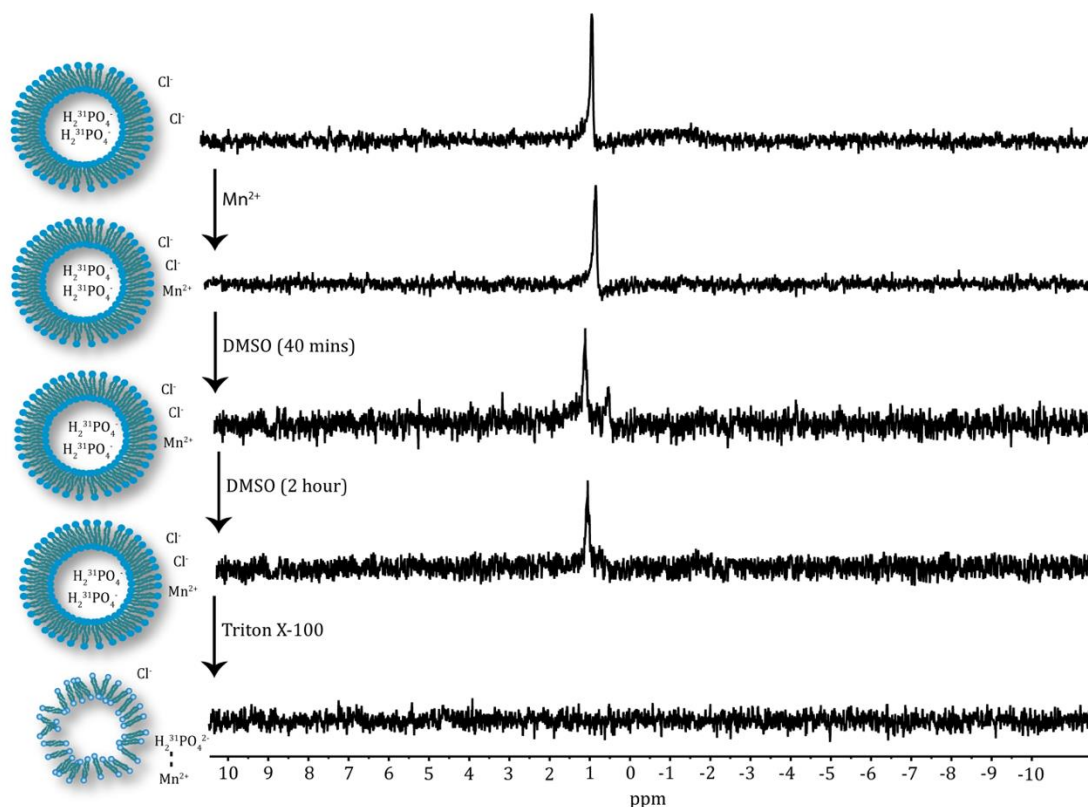 Cl⁻
H₂³¹PO₄⁻
Cl⁻
H₂³¹PO₄⁻
Mn²⁺
Cl⁻
H₂³¹PO₄⁻
Cl⁻
H₂³¹PO₄⁻
Mn²⁺
DMSO (40 mins)
Cl⁻
Cl⁻
H₂³¹PO₄⁻
Mn²⁺
H₂³¹PO₄⁻
DMSO (2 hour)
Cl⁻
Cl⁻
H₂³¹PO₄⁻
Mn²⁺
H₂³¹PO₄⁻
Triton X-100
Cl⁻
H₂³¹PO₄²⁻
Mn²⁺
10 9 8 7 6 5 4 3 2 1 0 -1 -2 -3 -4 -5 -6 -7 -8 -9 -10
ppm